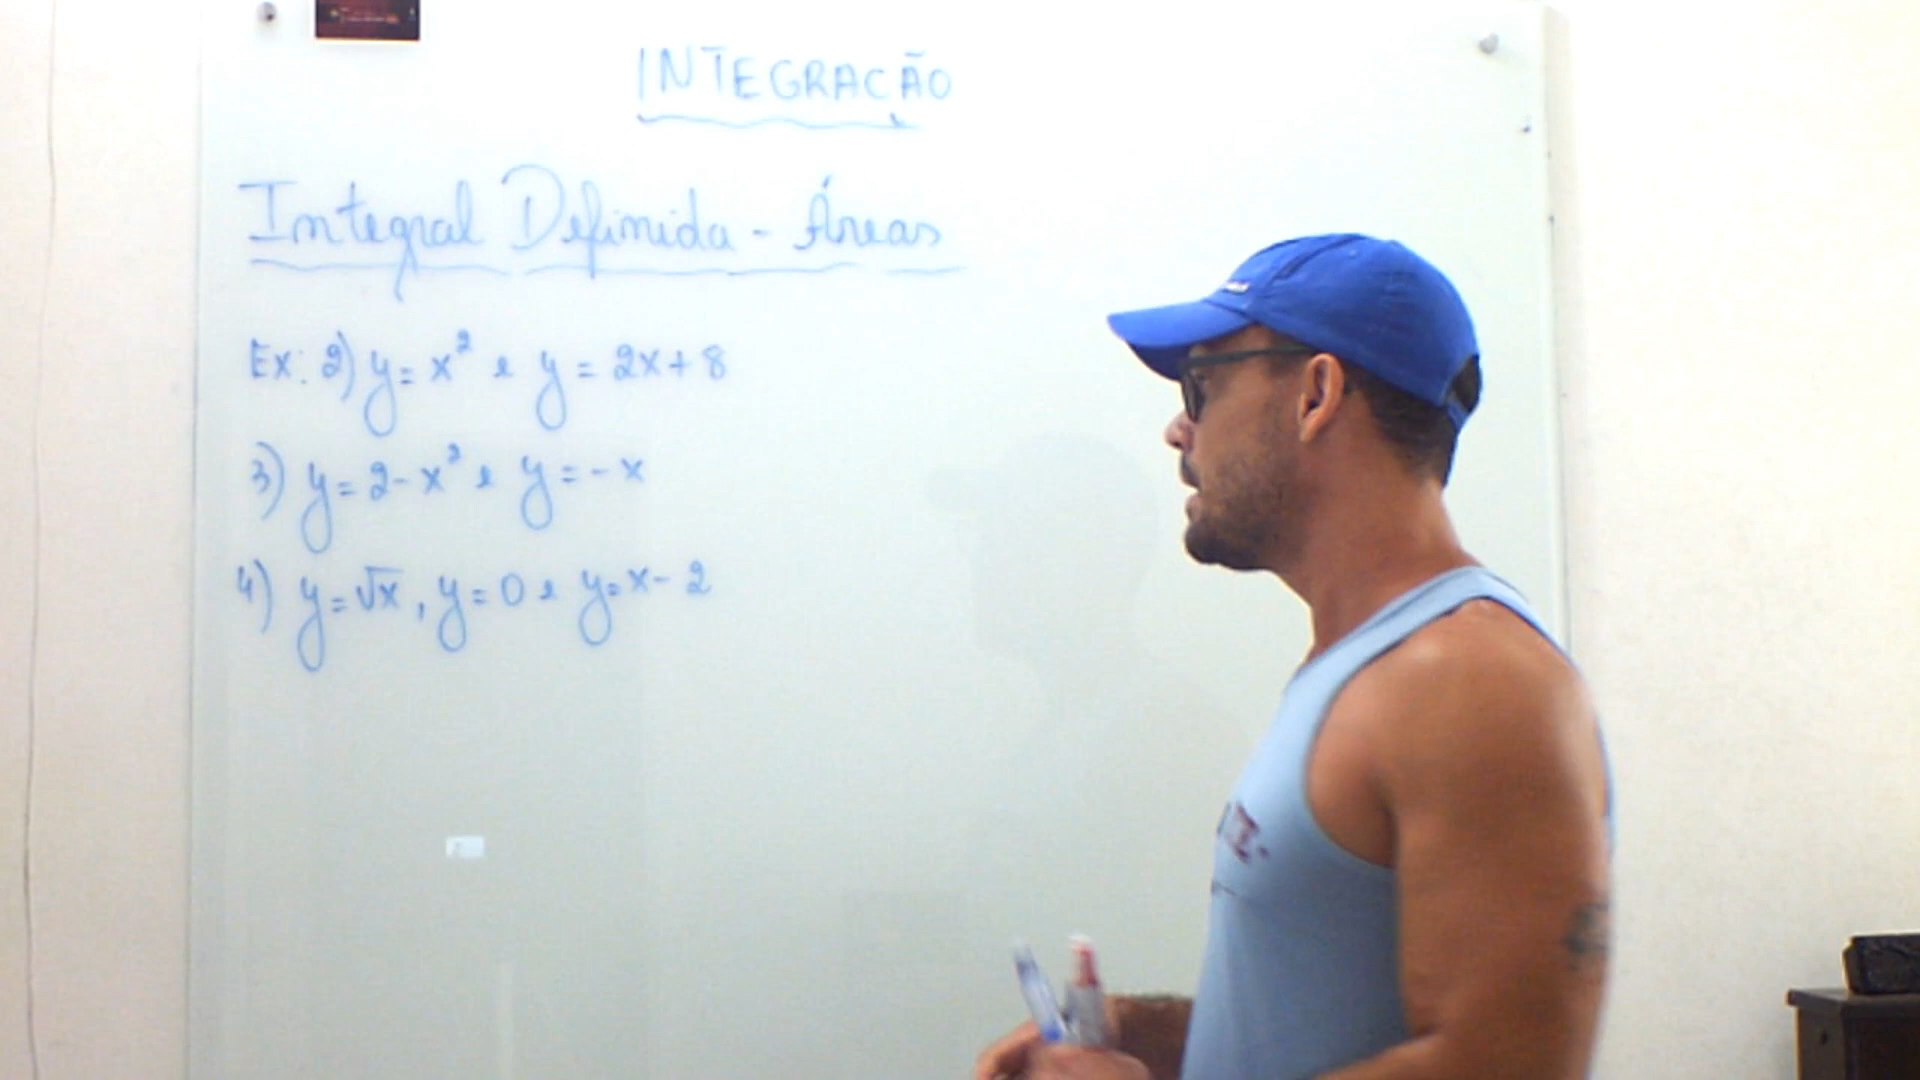 INTEGRAÇÃO
Integral Definida - Áreas
Ex: 2) y = x² e y = 2x + 8
3) y = 2 - x² e y = - x
4) y = √x, y = 0 e y = x - 2